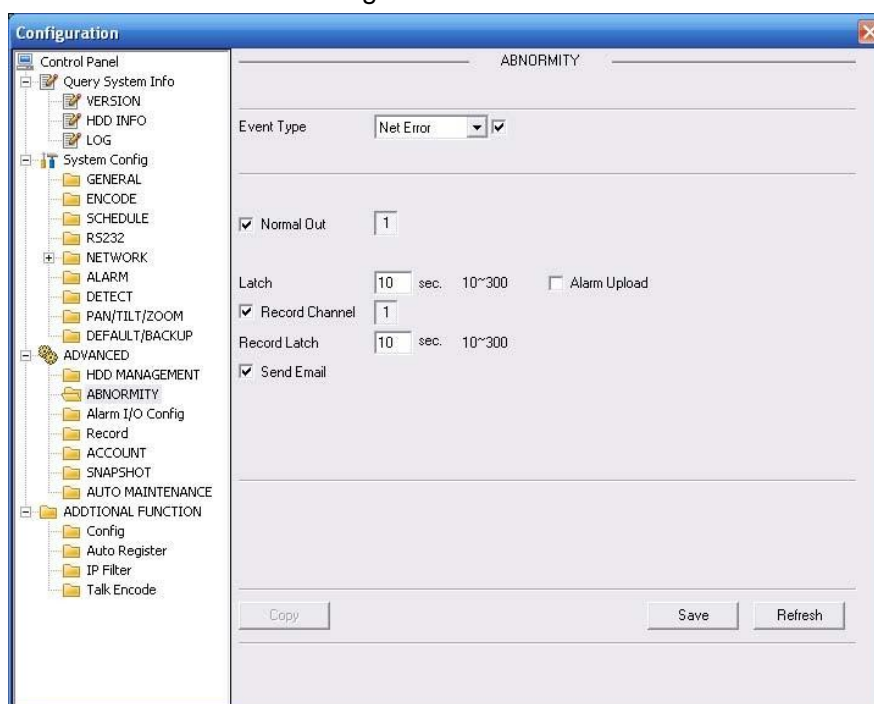 Configuration
Control Panel
Query System Info
VERSION
HDD INFO
LOG
System Config
GENERAL
ENCODE
SCHEDULE
RS232
NETWORK
ALARM
DETECT
PAN/TILT/ZOOM
DEFAULT/BACKUP
ADVANCED
HDD MANAGEMENT
ABNORMITY
Alarm I/O Config
Record
ACCOUNT
SNAPSHOT
AUTO MAINTENANCE
ADDTIONAL FUNCTION
Config
Auto Register
IP Filter
Talk Encode
ABNORMITY
Event Type Net Error
Normal Out 1
Latch 10 sec. 10~300 Alarm Upload
Record Channel 1
Record Latch 10 sec. 10~300
Send Email
Copy Save Refresh